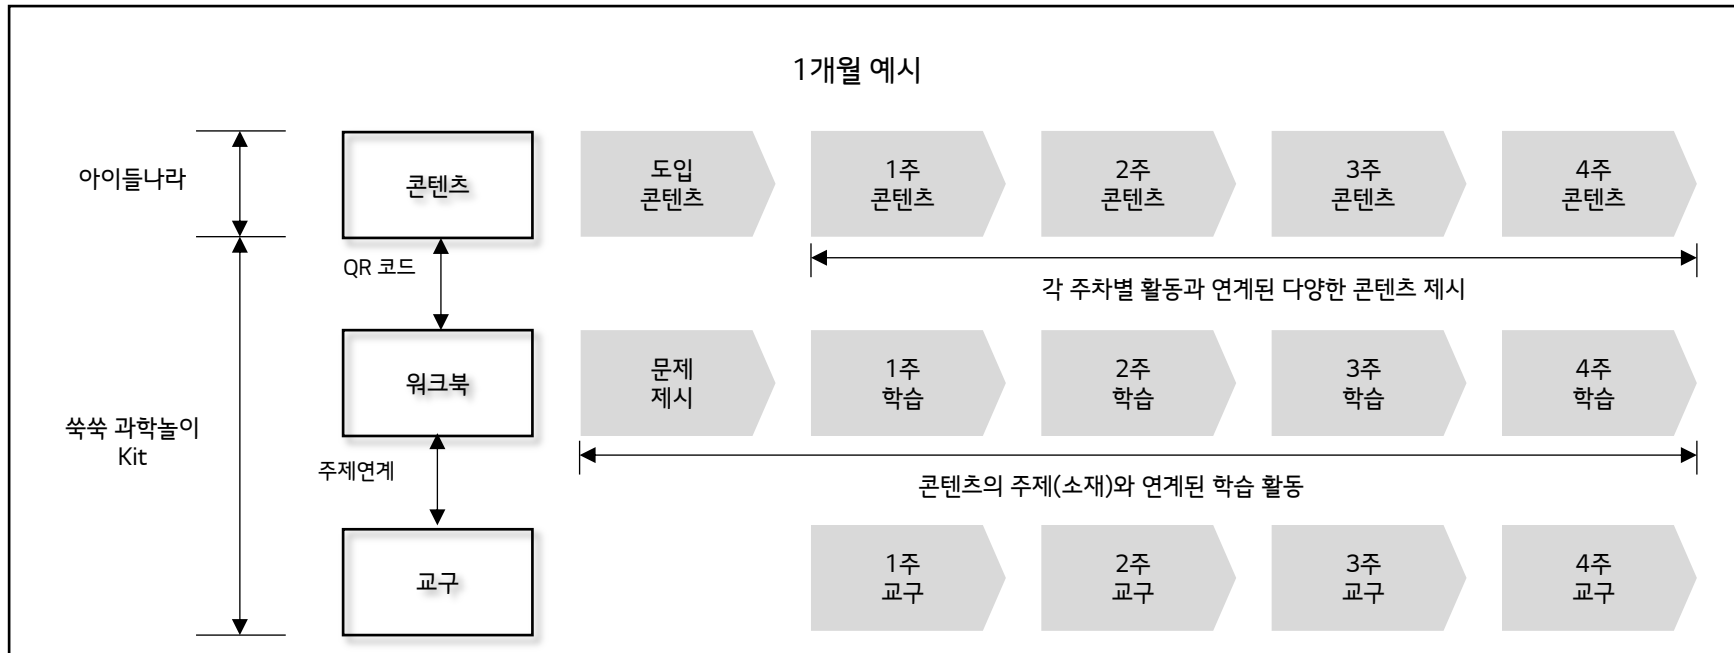 1개월 예시
아이들나라
콘텐츠
도입
콘텐츠
1주
콘텐츠
2주
콘텐츠
3주
콘텐츠
4주
콘텐츠
QR 코드
각 주차별 활동과 연계된 다양한 콘텐츠 제시
쑥쑥 과학놀이
Kit
워크북
문제
제시
1주
학습
2주
학습
3주
학습
4주
학습
주제연계
콘텐츠의 주제(소재)와 연계된 학습 활동
교구
1주
교구
2주
교구
3주
교구
4주
교구